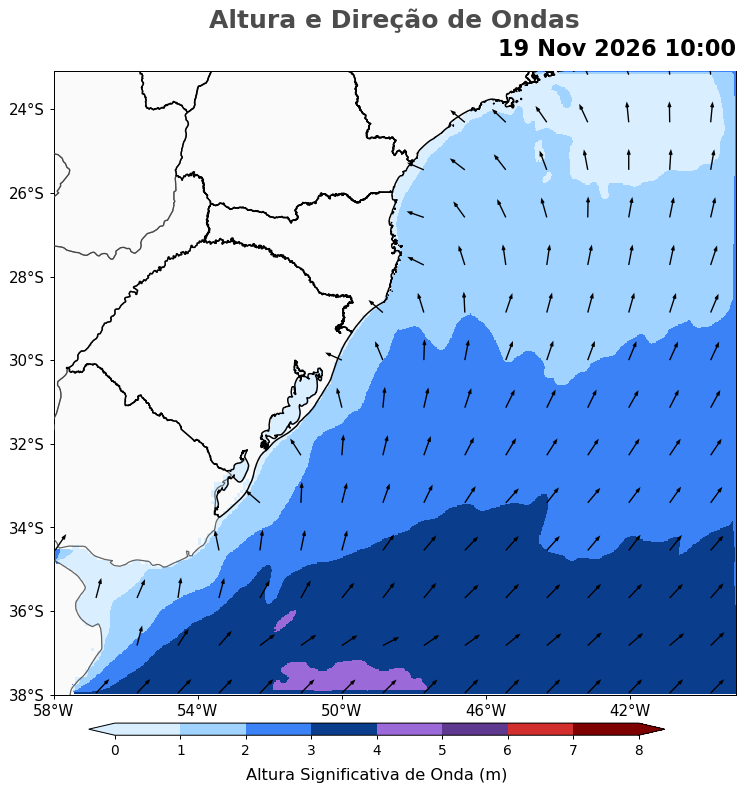 Altura e Direção de Ondas
19 Nov 2026 10:00
24°S
26°S
28°S
30°S
32°S
34°S
36°S
38°S
58°W 54°W 50°W 46°W 42°W
0 1 2 3 4 5 6 7 8
Altura Significativa de Onda (m)